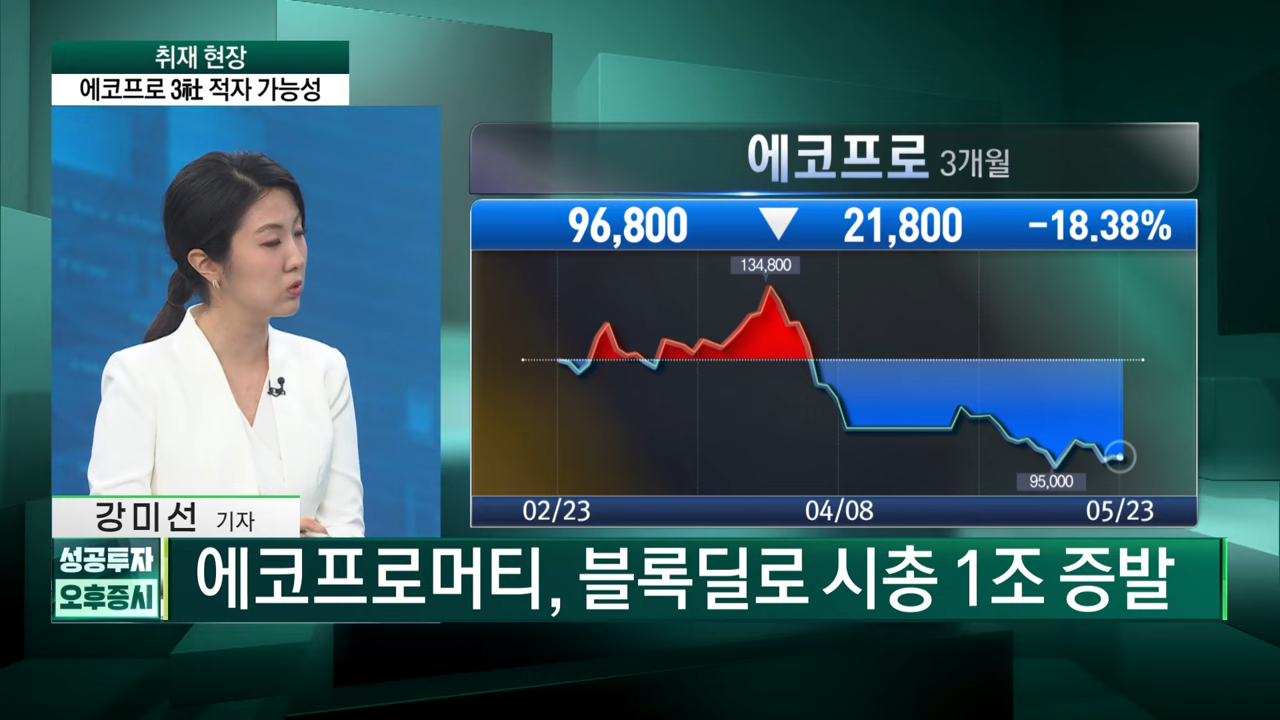 취재 현장
에코프로 3社 적자 가능성
에코프로 3개월
96,800 ▼ 21,800 -18.38%
134,800
95,000
02/23 04/08 05/23
강미선 기자
성공투자
오후증시
에코프로머티, 블록딜로 시총 1조 증발